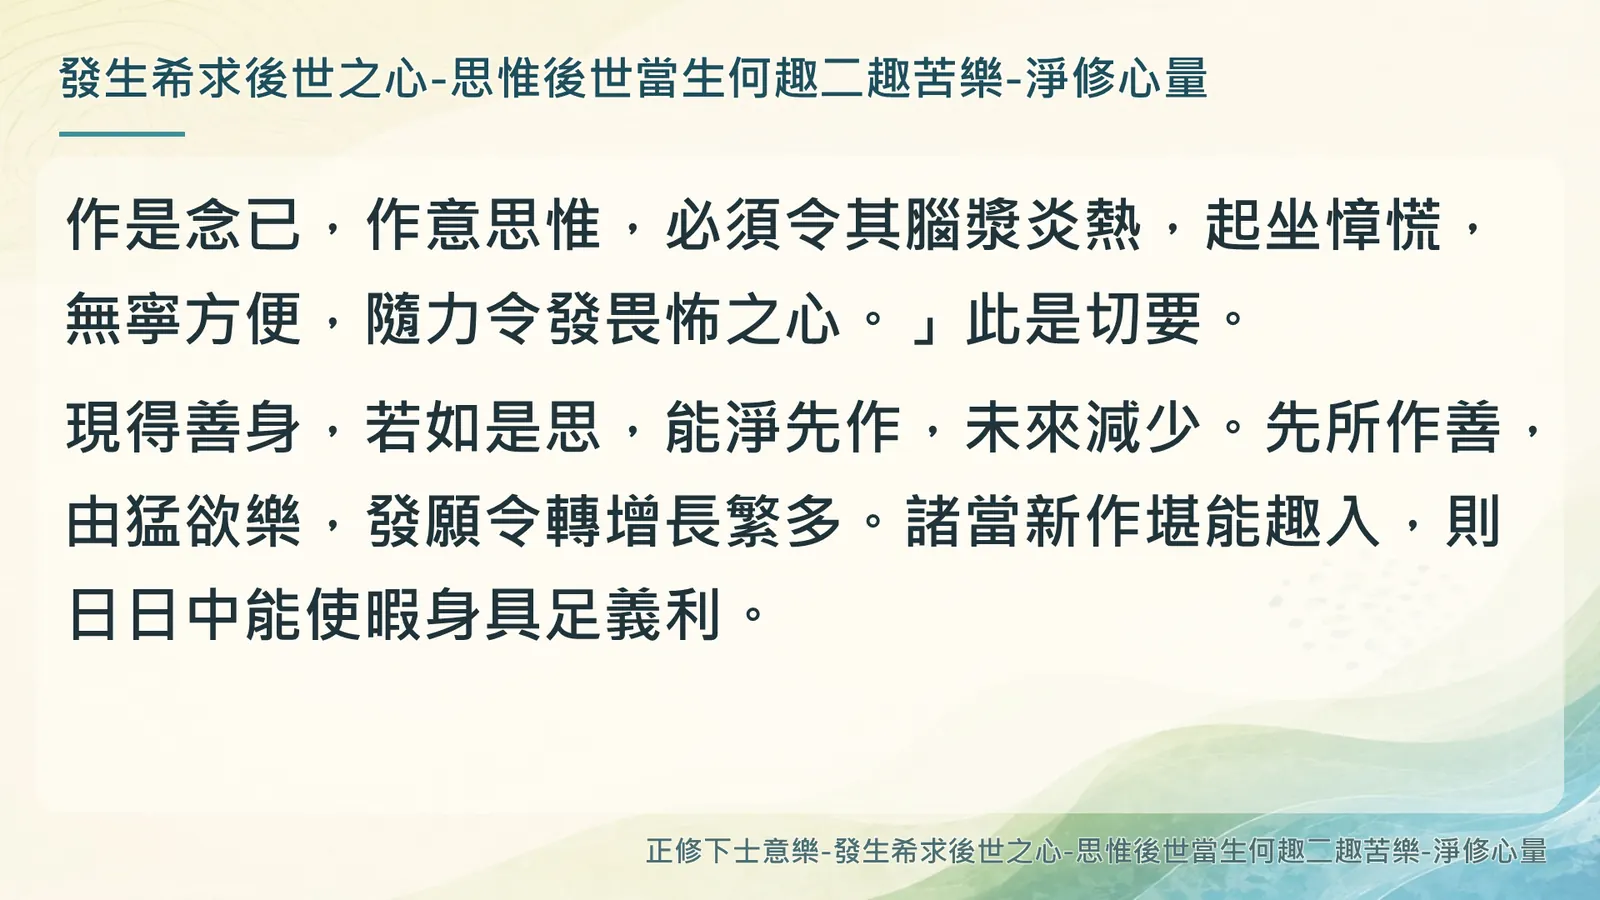 發生希求後世之心-思惟後世當生何趣二趣苦樂-淨修心量
作是念已，作意思惟，必須令其腦漿炎熱，起坐慞慌，
無寧方便，隨力令發畏怖之心。」此是切要。
現得善身，若如是思，能淨先作，未來減少。先所作善，
由猛欲樂，發願令轉增長繁多。諸當新作堪能趣入，則
日日中能使暇身具足義利。
正修下士意樂-發生希求後世之心-思惟後世當生何趣二趣苦樂-淨修心量